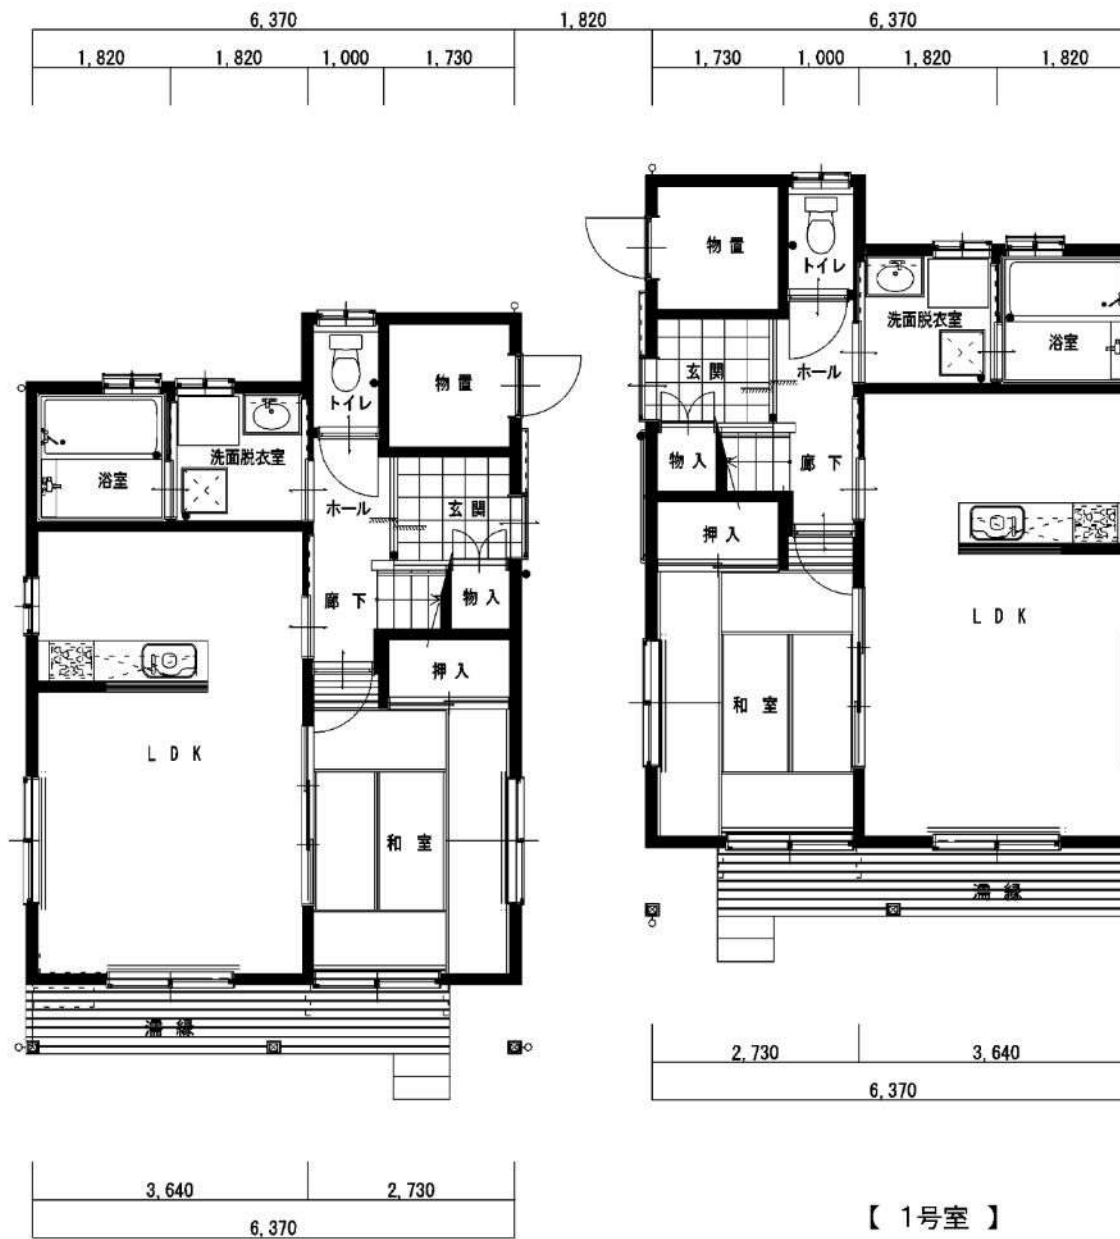 6,370 1,820 6,370
1,820 1,820 1,000 1,730 1,730 1,000 1,820 1,820
物置
トイレ
洗面脱衣室
浴室
玄関
ホール
物入
廊下
押入
LDK
和室
濡縁
物置
トイレ
洗面脱衣室
浴室
玄関
ホール
廊下
物入
押入
LDK
和室
濡縁
2,730 3,640
6,370
3,640 2,730
6,370
【 1号室 】